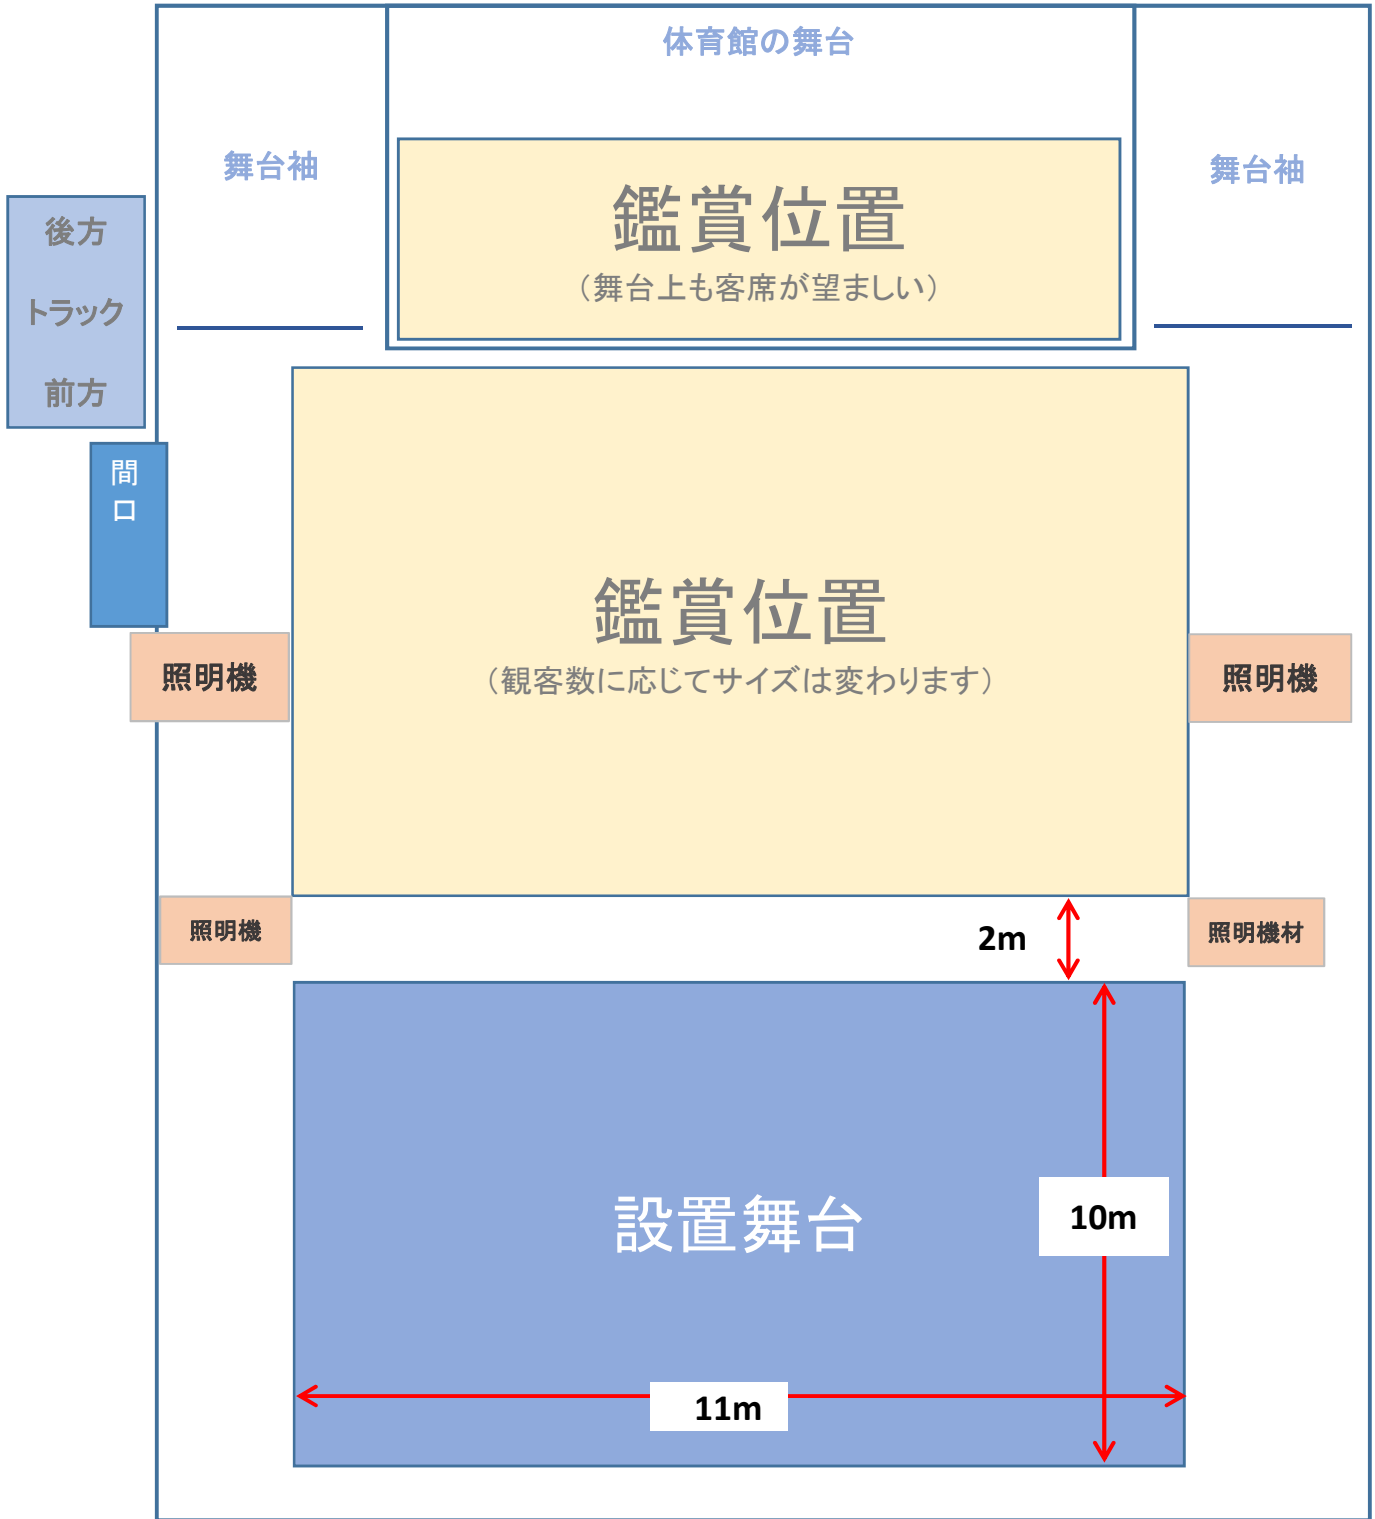 体育館の舞台
舞台袖
舞台袖
鑑賞位置
（舞台上も客席が望ましい）
後方
トラック
前方
間
口
鑑賞位置
（観客数に応じてサイズは変わります）
照明機
照明機
照明機
照明機材
2m
設置舞台
10m
11m